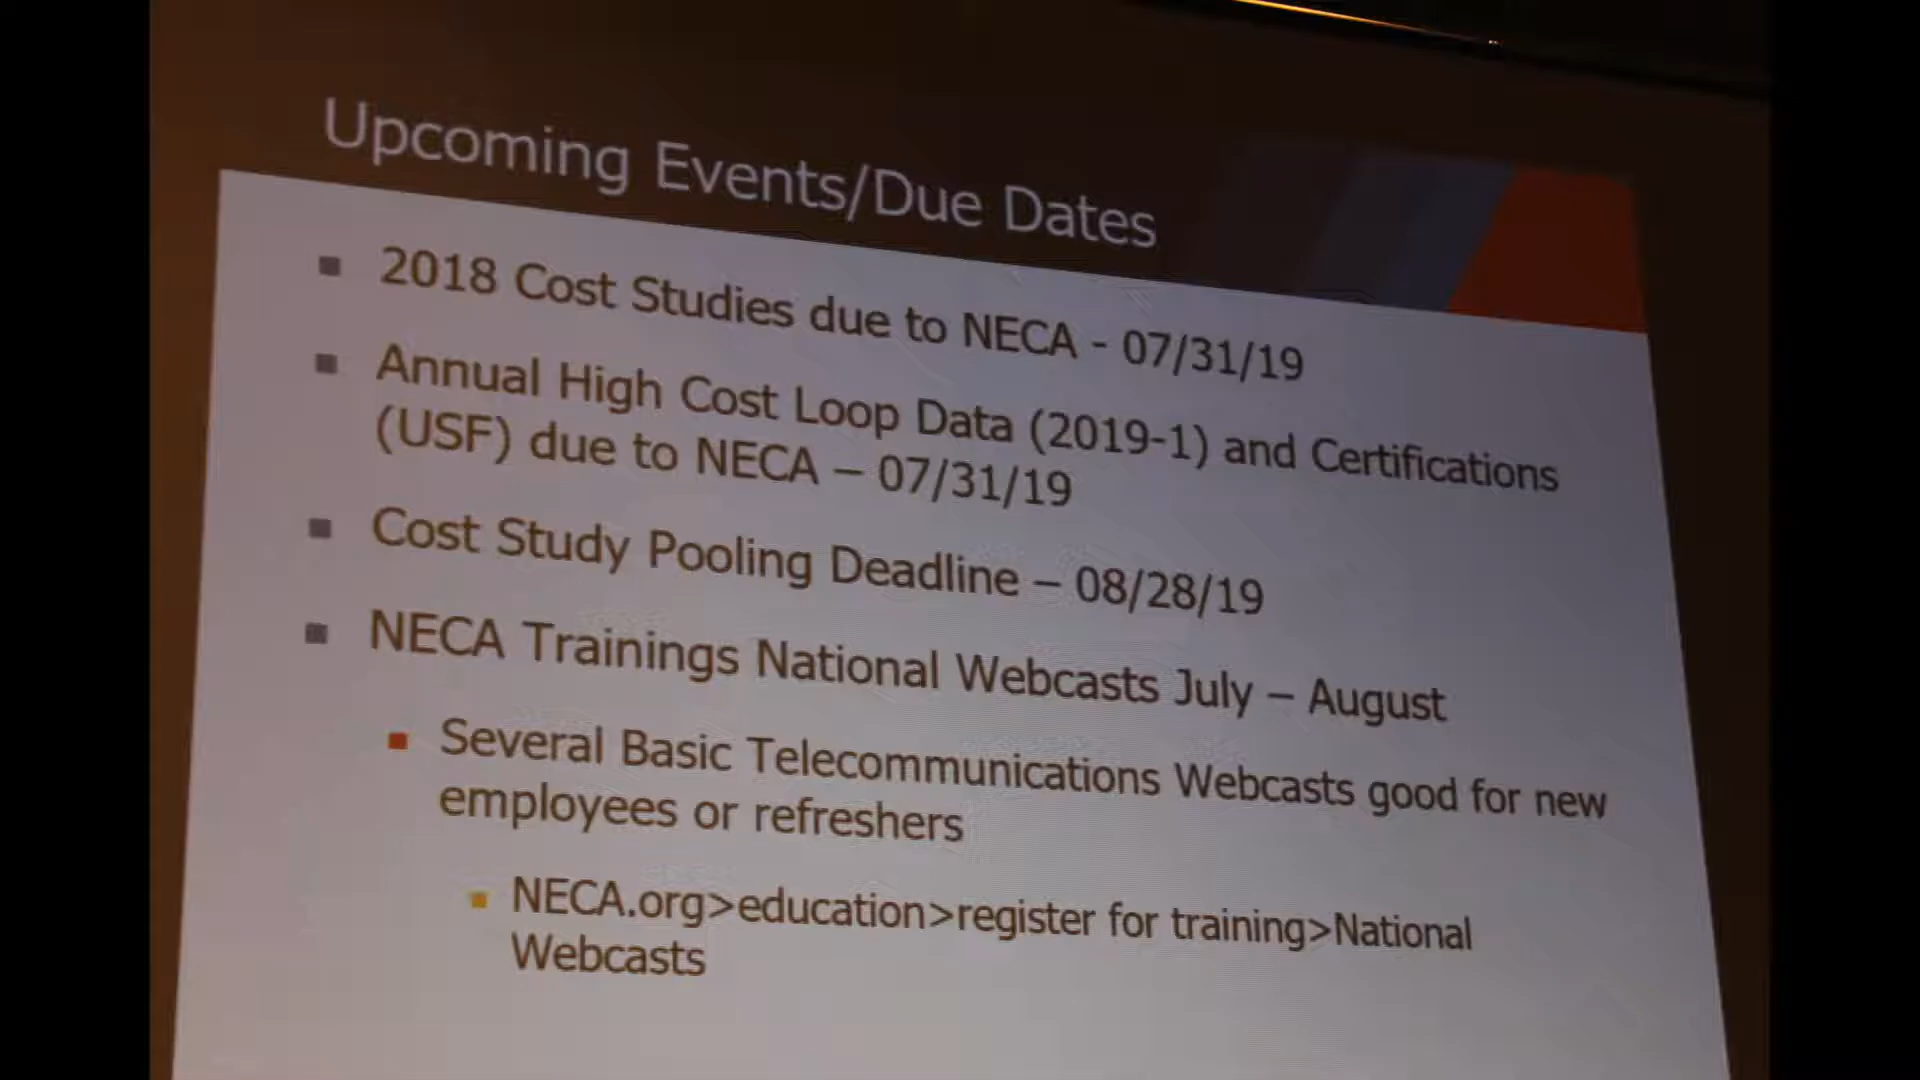 Upcoming Events/Due Dates
2018 Cost Studies due to NECA - 07/31/19
Annual High Cost Loop Data (2019-1) and Certifications
(USF) due to NECA – 07/31/19
Cost Study Pooling Deadline – 08/28/19
NECA Trainings National Webcasts July – August
Several Basic Telecommunications Webcasts good for new
employees or refreshers
NECA.org>education>register for training>National
Webcasts